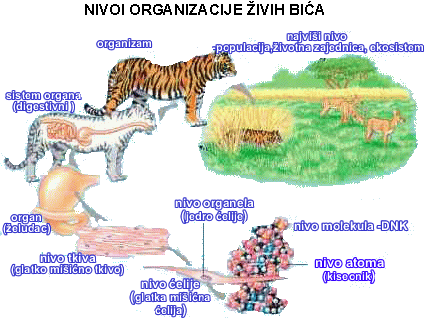 NIVOI ORGANIZACIJE ŽIVIH BIĆA
organizam
najviši nivo
-populacija,životna zajednica, ekosistem
sistem organa
(digestivni )
organ
(želudac)
nivo tkiva
(glatko mišićno tkivo)
nivo organela
(jedro ćelije)
nivo ćelije
(glatka mišićna
ćelija)
nivo molekula -DNK
nivo atoma
(kisecnik)